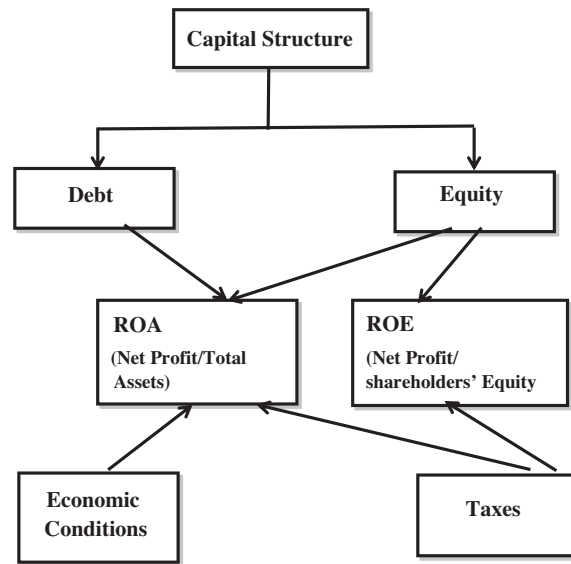 Capital Structure
Debt
Equity
ROA
(Net Profit/Total
Assets)
ROE
(Net Profit/
shareholders’ Equity
Economic
Conditions
Taxes